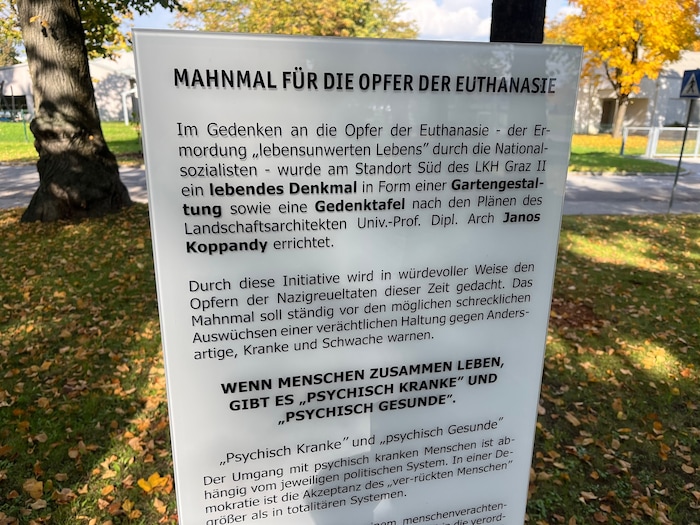 MAHNMAL FÜR DIE OPFER DER EUTHANASIE
Im Gedenken an die Opfer der Euthanasie - der Er-
mordung „lebensunwerten Lebens" durch die National-
sozialisten - wurde am Standort Süd des LKH Graz II
ein lebendes Denkmal in Form einer Gartengestal-
tung sowie eine Gedenktafel nach den Plänen des
Landschaftsarchitekten Univ.-Prof. Dipl. Arch Janos
Koppandy errichtet.
Durch diese Initiative wird in würdevoller Weise den
Opfern der Nazigreueltaten dieser Zeit gedacht. Das
Mahnmal soll ständig vor den möglichen schrecklichen
Auswüchsen einer verächtlichen Haltung gegen Anders-
artige, Kranke und Schwache warnen.
WENN MENSCHEN ZUSAMMEN LEBEN,
GIBT ES „PSYCHISCH KRANKE" UND
„PSYCHISCH GESUNDE".
„Psychisch Kranke" und „psychisch Gesunde"
Der Umgang mit psychisch kranken Menschen ist ab-
hängig vom jeweiligen politischen System. In einer De-
mokratie ist die Akzeptanz des „ver-rückten Menschen"
größer als in totalitären Systemen.
einem menschenverachten-
die verord-